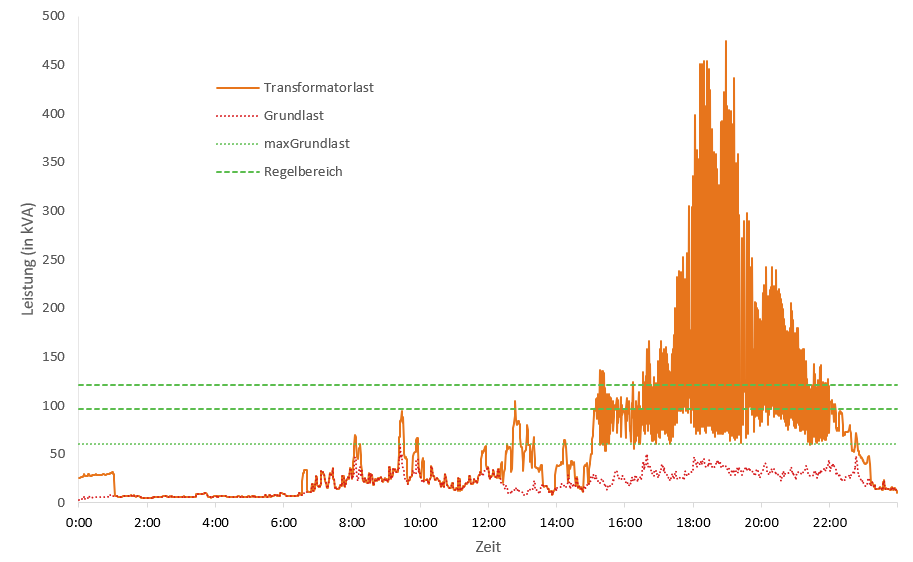 500
450
400
350
300
250
200
150
100
50
0
Leistung (in kVA)
Transformatorlast
Grundlast
maxGrundlast
Regelbereich
0:00 2:00 4:00 6:00 8:00 10:00 12:00 14:00 16:00 18:00 20:00 22:00
Zeit